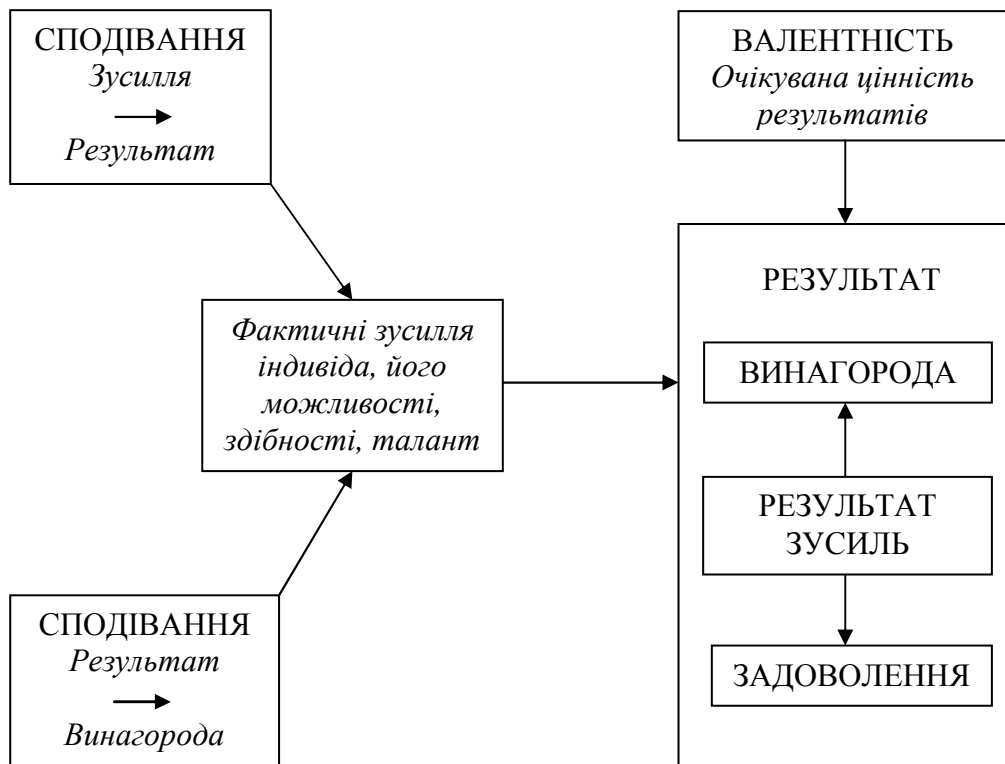 СПОДІВАННЯ
Зусилля
Результат
ВАЛЕНТНІСТЬ
Очікувана цінність
результатів
Фактичні зусилля
індивіда, його
можливості,
здібності, талант
РЕЗУЛЬТАТ
ВИНАГОРОДА
РЕЗУЛЬТАТ
ЗУСИЛЬ
ЗАДОВОЛЕННЯ
СПОДІВАННЯ
Результат
Винагорода